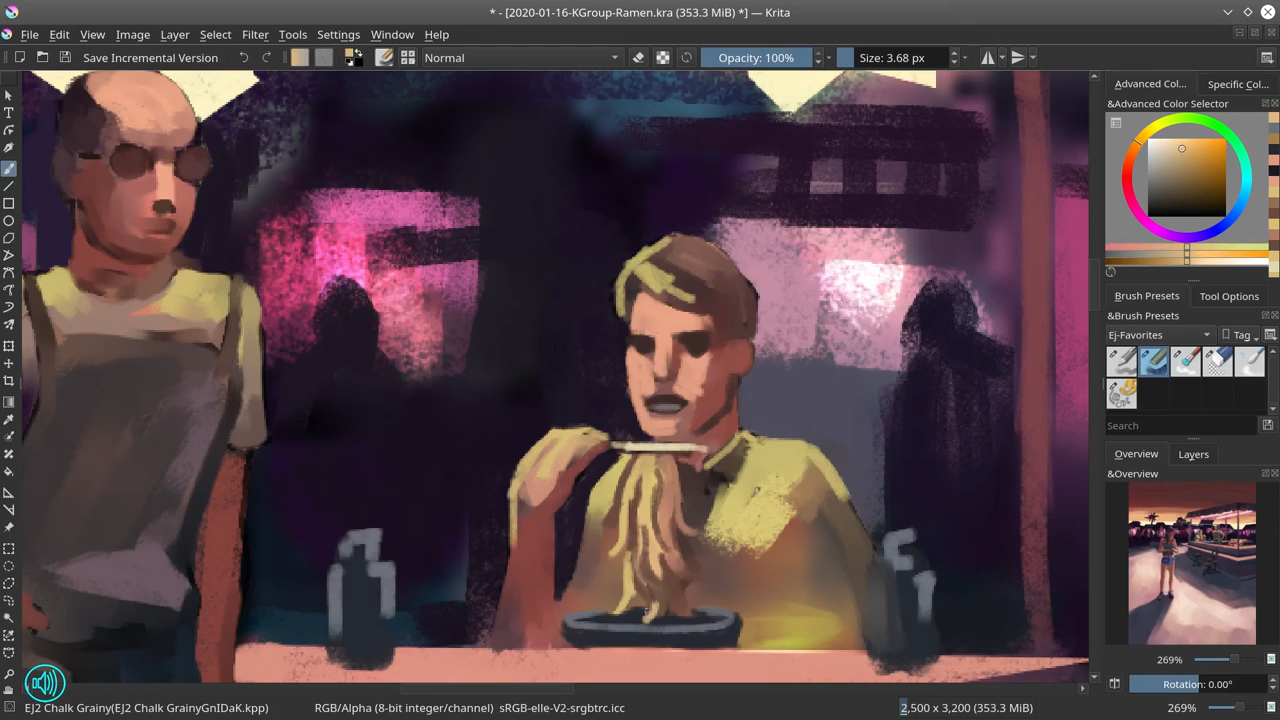 * - [2020-01-16-KGroup-Ramen.kra (353.3 MiB) *] — Krita
File Edit View Image Layer Select Filter Tools Settings Window Help
Save Incremental Version Normal Opacity: 100% Size: 3.68 px
Advanced Col... Specific Col...
&Advanced Color Selector
Brush Presets Tool Options
&Brush Presets
Ej-Favorites Tag
Search
Overview Layers
&Overview
269%
Rotation: 0.00°
EJ2 Chalk Grainy(EJ2 Chalk GrainyGnIDaK.kpp) RGB/Alpha (8-bit integer/channel) sRGB-elle-V2-srgbtrc.icc 2,500 x 3,200 (353.3 MiB) 269%